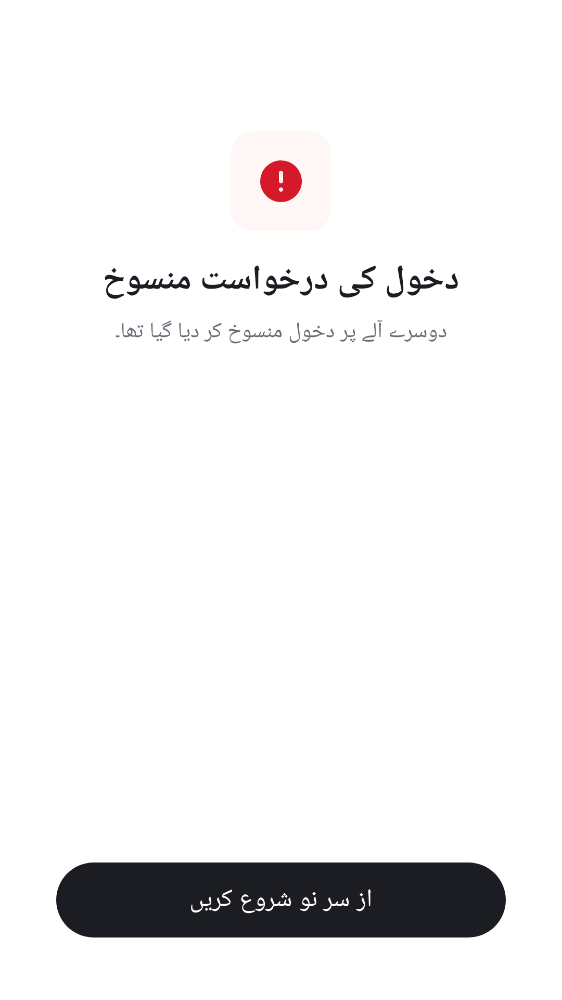 دخول کی درخواست منسوخ
دوسرے آلے پر دخول منسوخ کر دیا گیا تھا۔
از سر نو شروع کریں